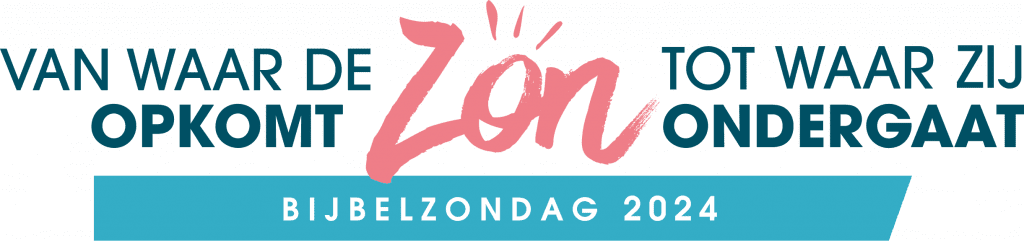 VAN WAAR DE Zon TOT WAAR ZIJ
OPKOMT ONDERGAAT
BIJBELZONDAG 2024